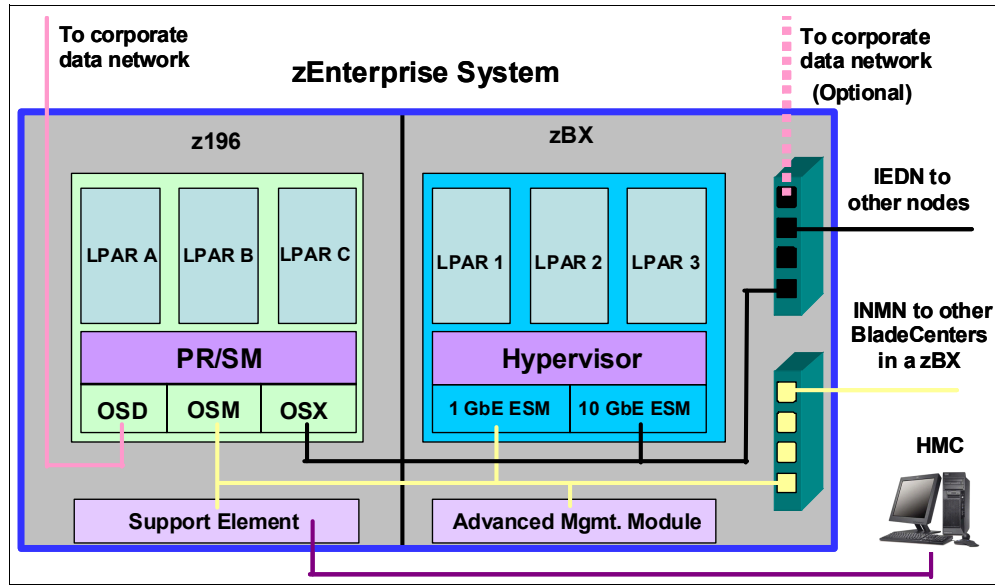 To corporate
data network
zEnterprise System
To corporate
data network
(Optional)
z196
zBX
IEDN to
other nodes
LPAR A
LPAR B
LPAR C
LPAR 1
LPAR 2
LPAR 3
INMN to other
BladeCenters
in a zBX
PR/SM
Hypervisor
OSD
OSM
OSX
1 GbE ESM
10 GbE ESM
HMC
Support Element
Advanced Mgmt. Module